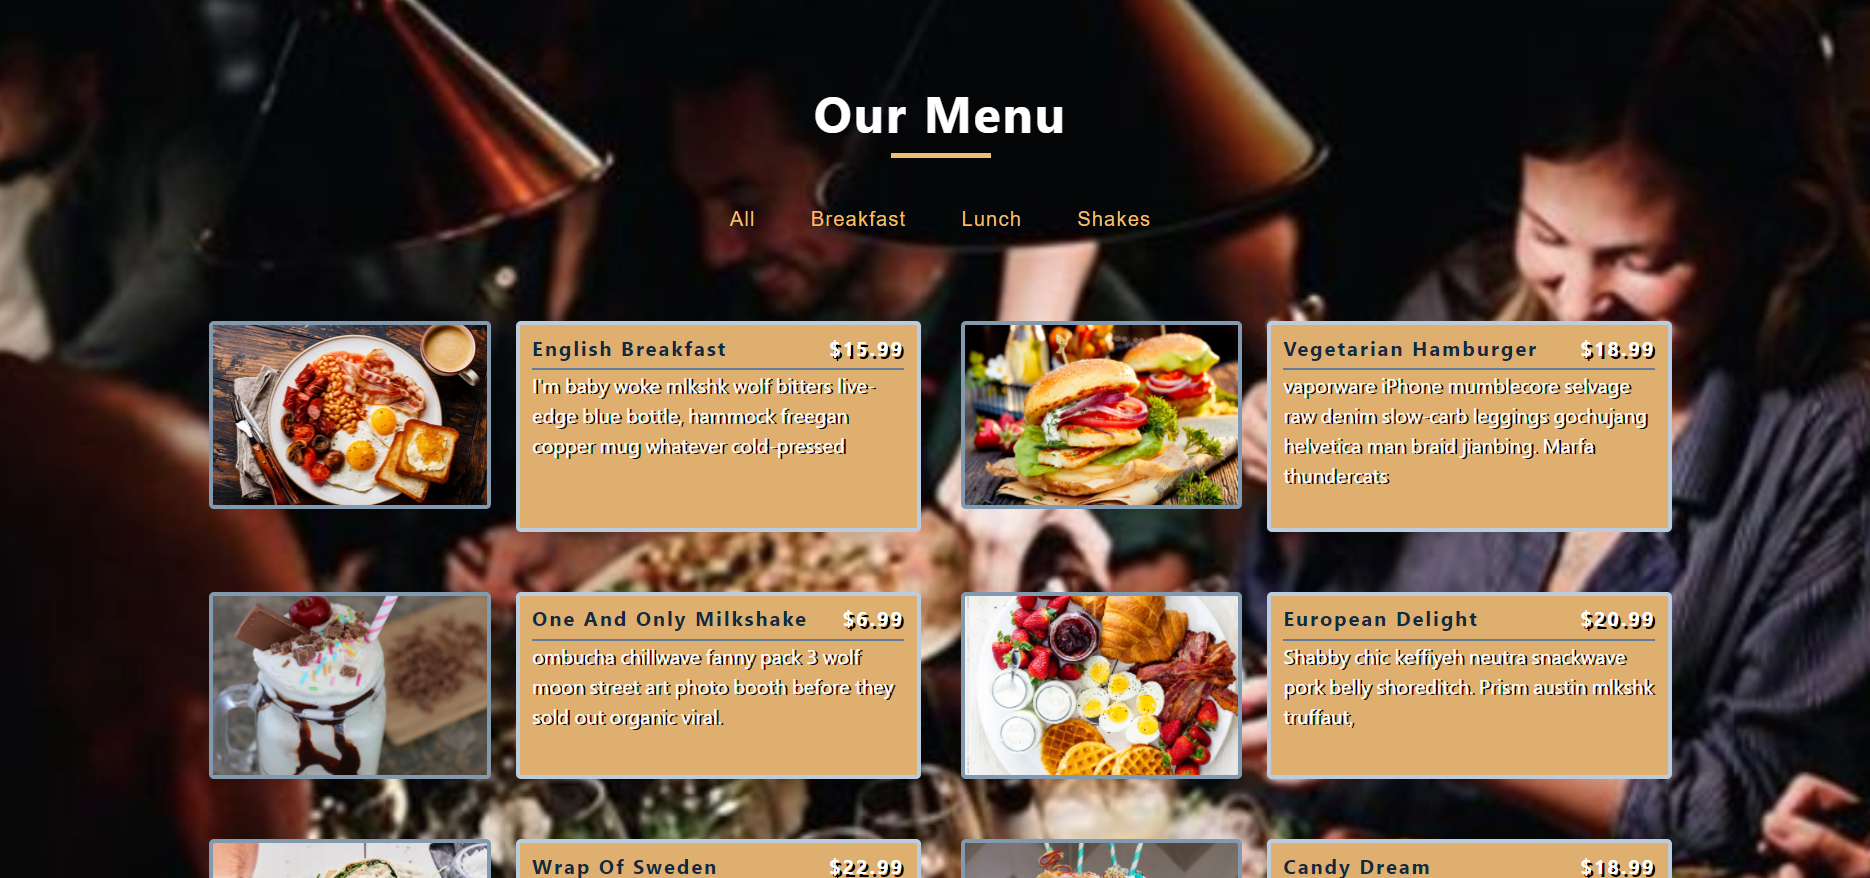 Our Menu
All Breakfast Lunch Shakes
English Breakfast $15.99
I'm baby woke mlkshk wolf bitters live-
edge blue bottle, hammock freegan
copper mug whatever cold-pressed
Vegetarian Hamburger $18.99
vaporware iPhone mumblecore selvage
raw denim slow-carb leggings gochujang
helvetica man braid jianbing. Marfa
thundercats
One And Only Milkshake $6.99
ombucha chillwave fanny pack 3 wolf
moon street art photo booth before they
sold out organic viral.
European Delight $20.99
Shabby chic keffiyeh neutra snackwave
pork belly shoreditch. Prism austin mlkshk
truffaut,
Wrap Of Sweden $22.99
Candy Dream $18.99